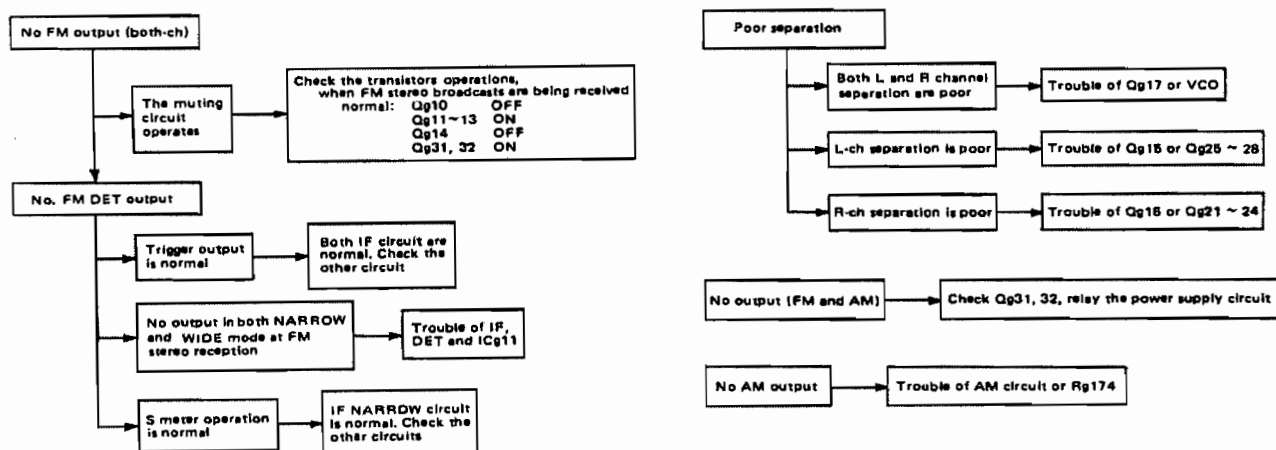 No FM output (both-ch)
The muting
circuit
operates
Check the transistors operations,
when FM stereo broadcasts are being received
normal: Qg10 OFF
Qg11~13 ON
Qg14 OFF
Qg31, 32 ON
No. FM DET output
Trigger output
is normal
Both IF circuit are
normal. Check the
other circuit
No output in both NARROW
and WIDE mode at FM
stereo reception
Trouble of IF,
DET and ICg11
S meter operation
is normal
IF NARROW circuit
is normal. Check the
other circuits
Poor separation
Both L and R channel
separation are poor
Trouble of Qg17 or VCO
L-ch separation is poor
Trouble of Qg15 or Qg25 ~ 28
R-ch separation is poor
Trouble of Qg16 or Qg21 ~ 24
No output (FM and AM)
Check Qg31, 32, relay the power supply circuit
No AM output
Trouble of AM circuit or Rg174